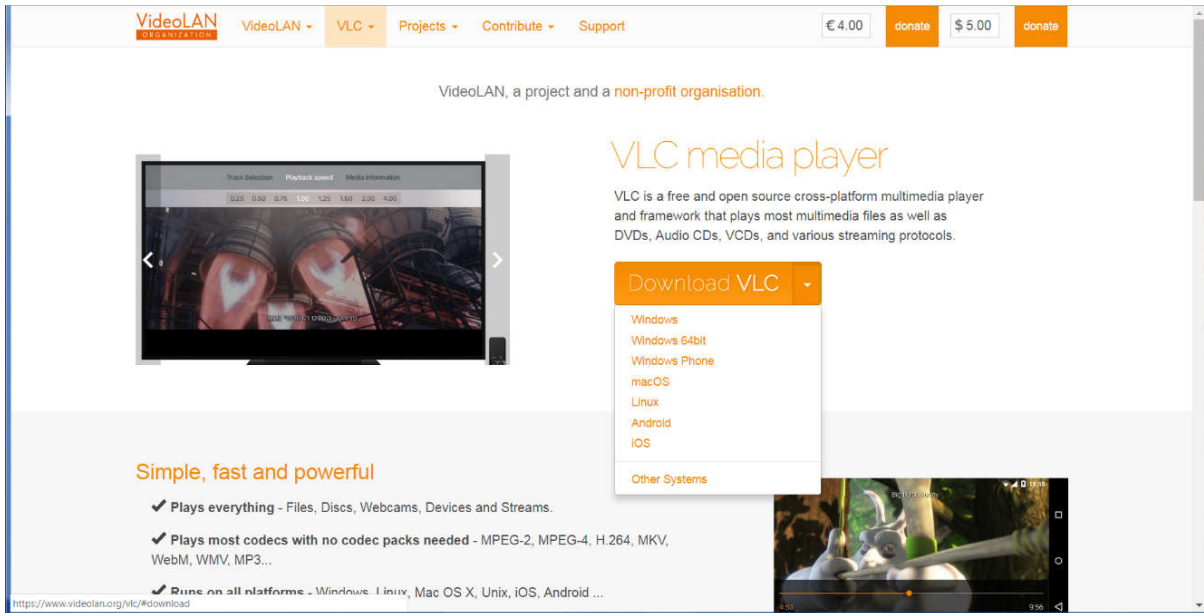 VideoLAN
ORGANIZATION
VideoLAN
VLC
Projects
Contribute
Support
€ 4.00
donate
$ 5.00
donate
VideoLAN, a project and a non-profit organisation.
Track Selection Playback speed Media Information
0.25 0.50 0.75 1.00 1.25 1.50 2.00 4.00
VLC media player
VLC is a free and open source cross-platform multimedia player
and framework that plays most multimedia files as well as
DVDs, Audio CDs, VCDs, and various streaming protocols.
Download VLC
Windows
Windows 64bit
Windows Phone
macOS
Linux
Android
iOS
Other Systems
Simple, fast and powerful
Plays everything - Files, Discs, Webcams, Devices and Streams.
Plays most codecs with no codec packs needed - MPEG-2, MPEG-4, H.264, MKV,
WebM, WMV, MP3...
Runs on all platforms - Windows, Linux, Mac OS X, Unix, iOS, Android ...
4:53
9:56
https://www.videolan.org/vlc/#download